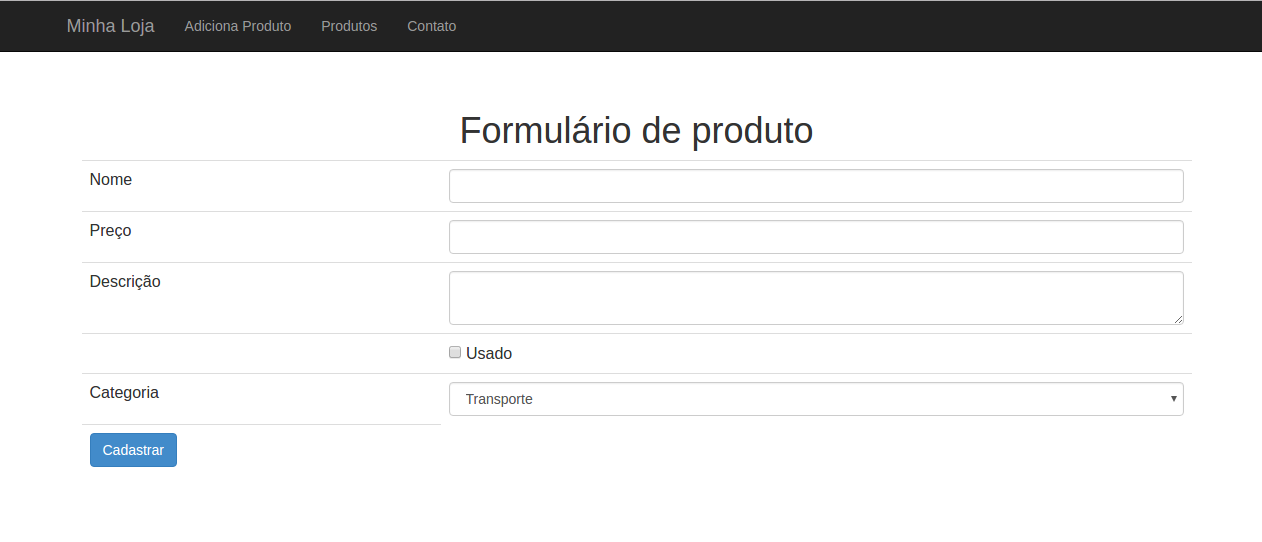 Minha Loja Adiciona Produto Produtos Contato
Formulário de produto
Nome
Preço
Descrição
Usado
Categoria Transporte
Cadastrar